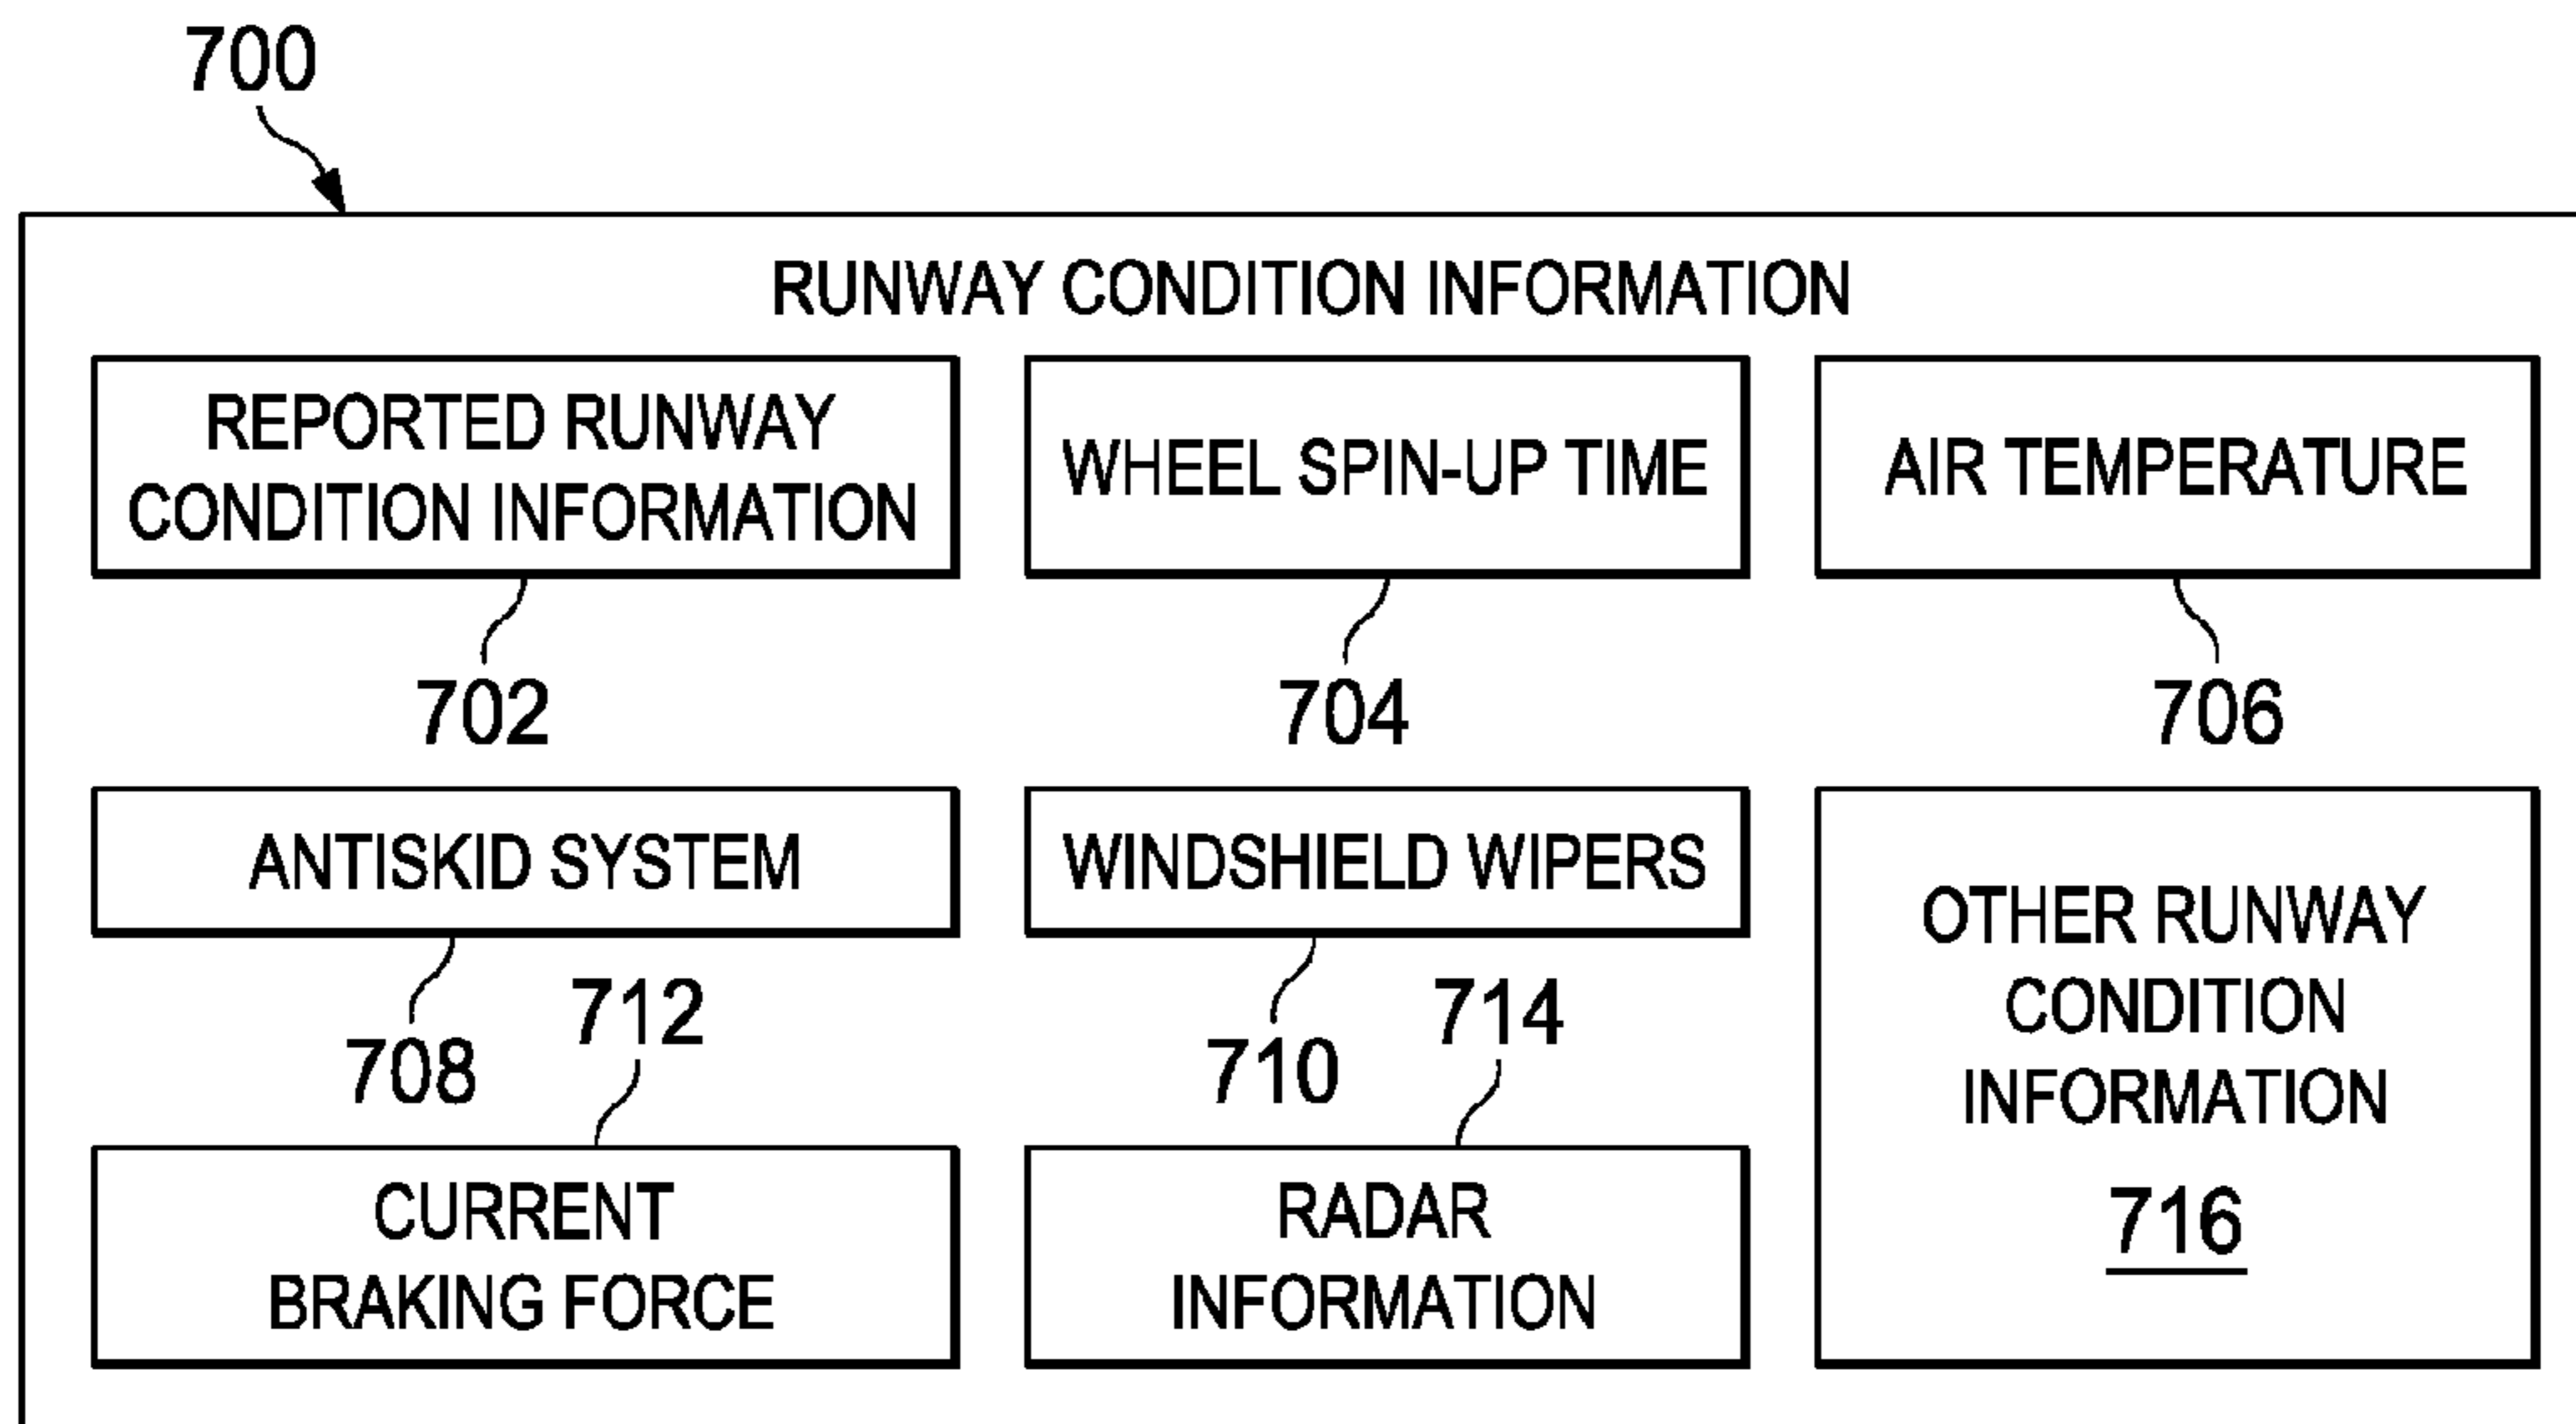 700
RUNWAY CONDITION INFORMATION
REPORTED RUNWAY
CONDITION INFORMATION
702
WHEEL SPIN-UP TIME
704
AIR TEMPERATURE
706
ANTISKID SYSTEM
708
WINDSHIELD WIPERS
710
712
CURRENT
BRAKING FORCE
714
RADAR
INFORMATION
OTHER RUNWAY
CONDITION
INFORMATION
716